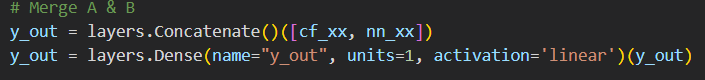 # Merge A & B
y_out = layers.Concatenate()([cf_xx, nn_xx])
y_out = layers.Dense(name="y_out", units=1, activation='linear')(y_out)